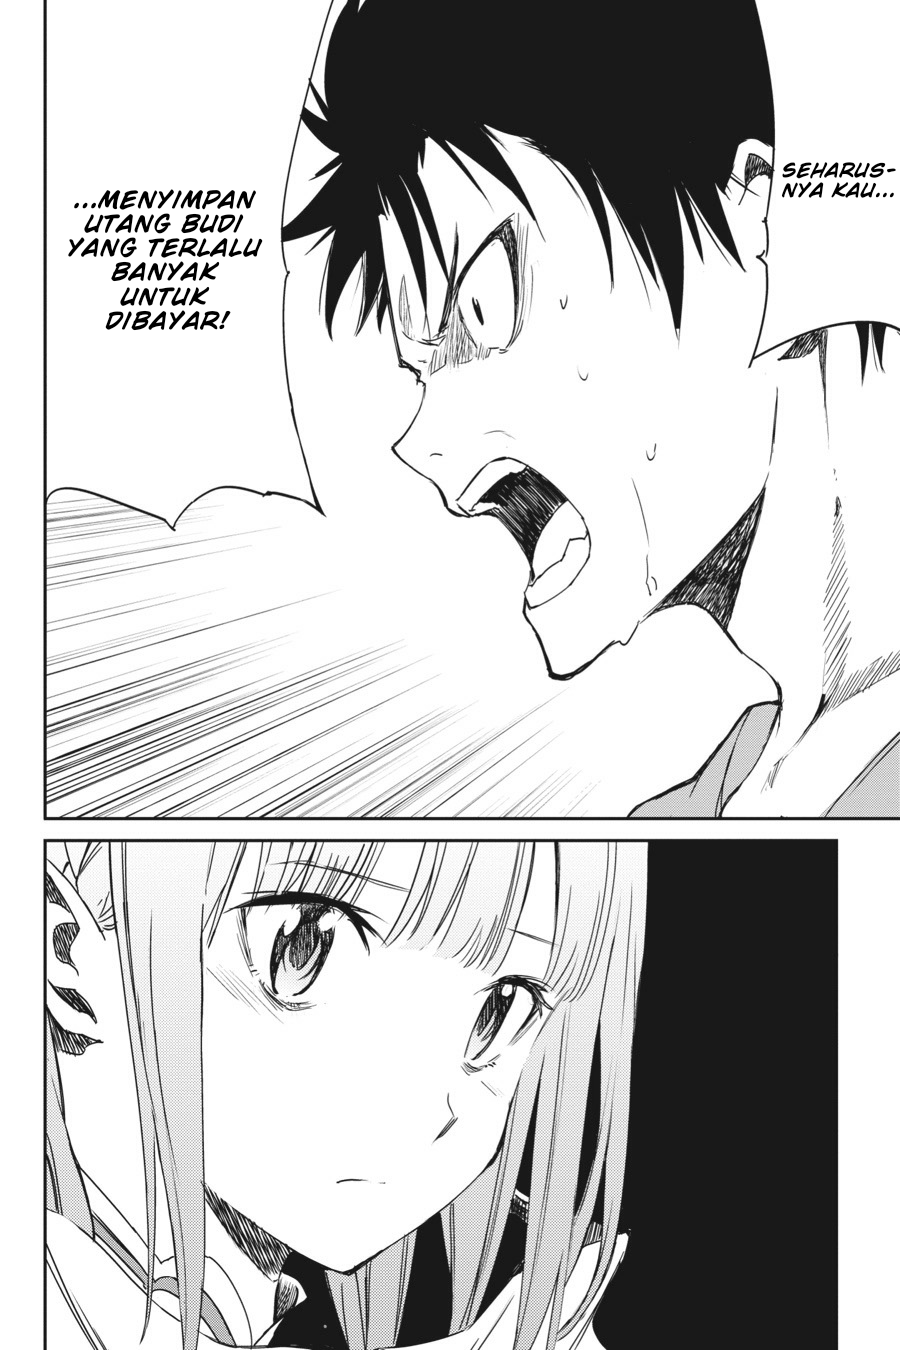 SEHARUS-
NYA KAU...
...MENYIMPAN
UTANG BUDI
YANG TERLALU
BANYAK
UNTUK
DIBAYAR!